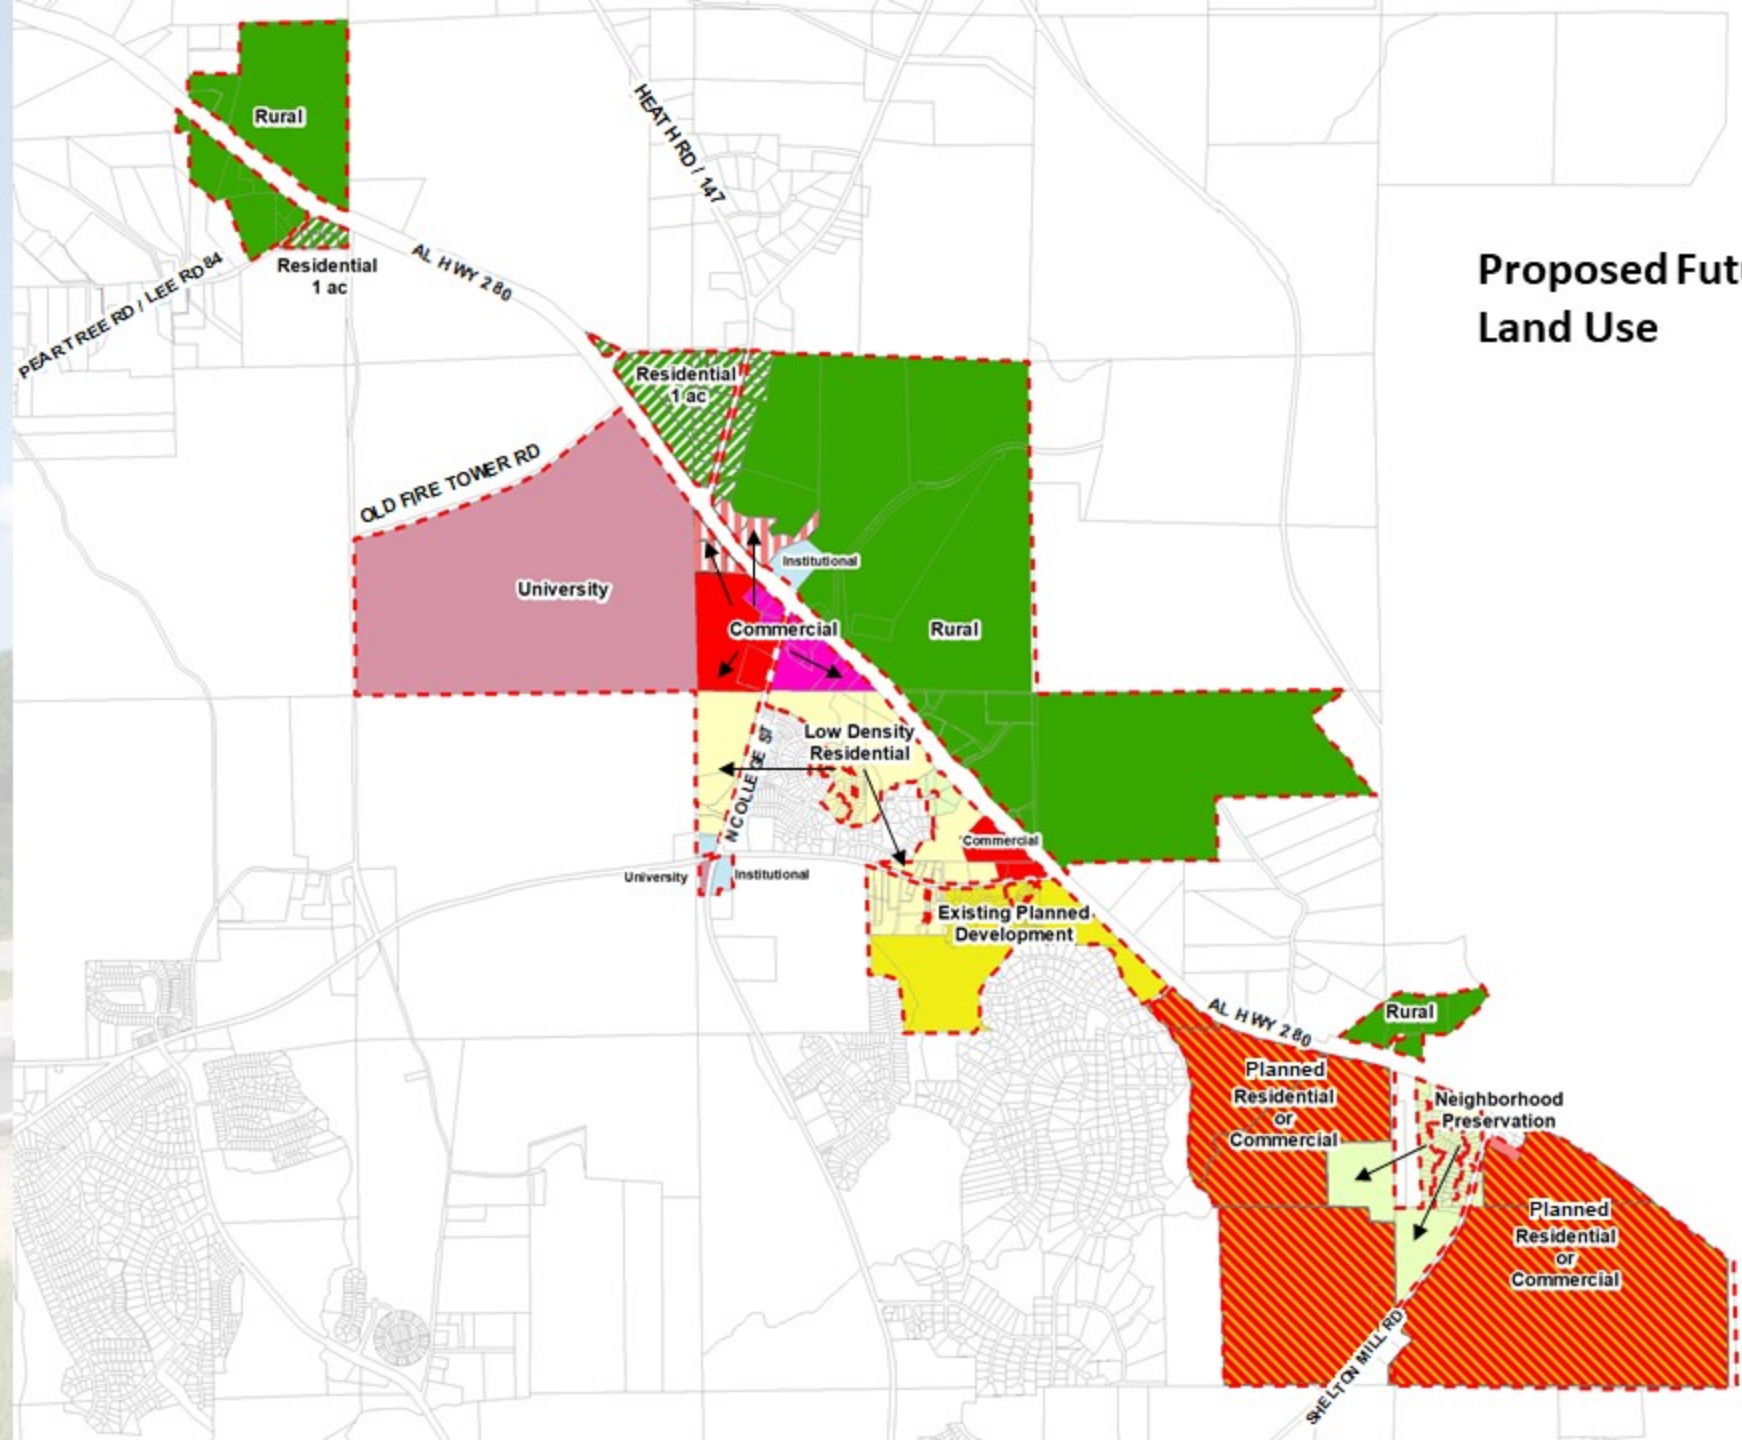 Rural
HEATH RD / 147
Residential
1 ac
AL HWY 280
PEARTREE RD / LEE RD 84
Proposed Futu
Land Use
Residential
1 ac
OLD FIRE TOWER RD
University
Institutional
Commercial
Rural
Low Density
Residential
N COLLEGE ST
Commercial
University
Institutional
Existing Planned
Development
AL HWY 280
Rural
Planned
Residential
or
Commercial
Neighborhood
Preservation
Planned
Residential
or
Commercial
SHELTON MILL RD